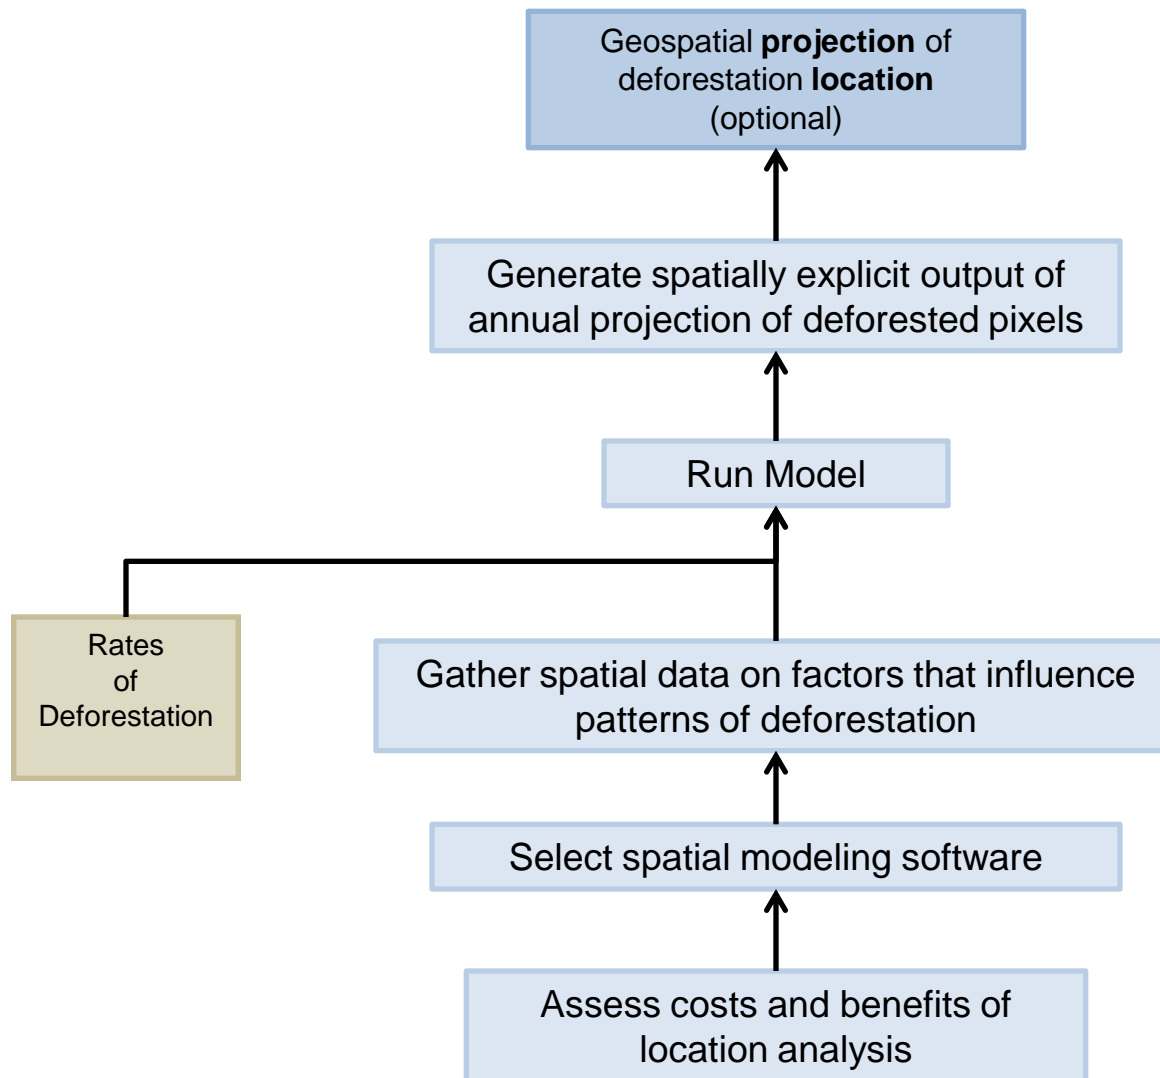 Geospatial projection of
deforestation location
(optional)
Generate spatially explicit output of
annual projection of deforested pixels
Run Model
Rates
of
Deforestation
Gather spatial data on factors that influence
patterns of deforestation
Select spatial modeling software
Assess costs and benefits of
location analysis